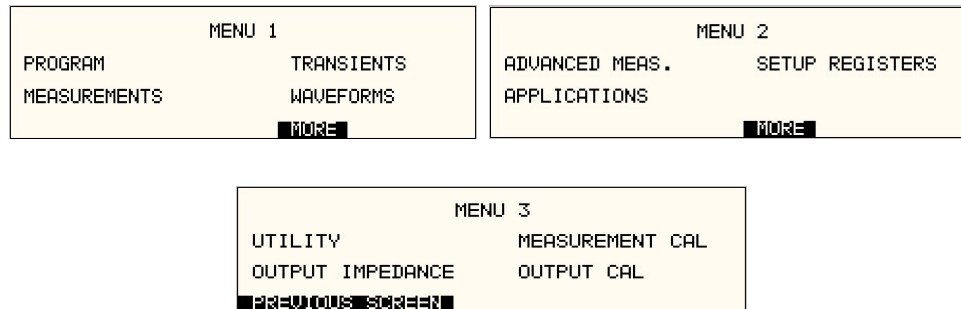 MENU 1
PROGRAM TRANSIENTS
MEASUREMENTS WAVEFORMS
MORE
MENU 2
ADVANCED MEAS. SETUP REGISTERS
APPLICATIONS
MORE
MENU 3
UTILITY MEASUREMENT CAL
OUTPUT IMPEDANCE OUTPUT CAL
PREVIOUS SCREEN